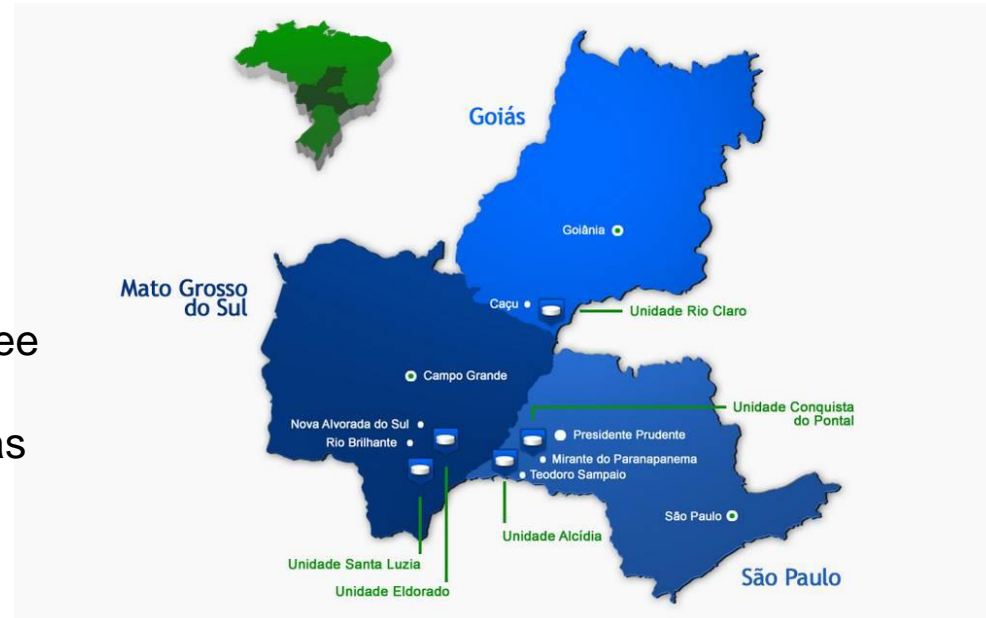 Goiás
Goiânia
Mato Grosso
do Sul
Caçu
Unidade Rio Claro
ee
Campo Grande
Unidade Conquista
do Pontal
Nova Alvorada do Sul
Presidente Prudente
as
Rio Brilhante
Mirante do Paranapanema
Teodoro Sampaio
São Paulo
Unidade Alcídia
Unidade Santa Luzia
São Paulo
Unidade Eldorado